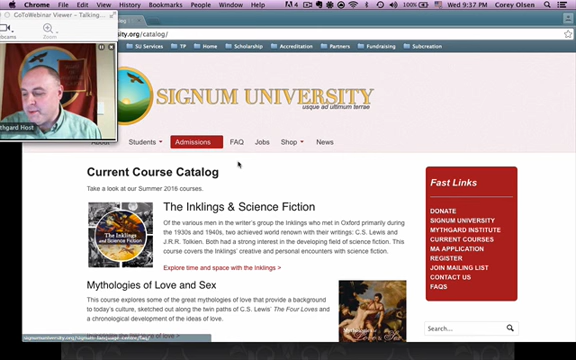 Chrome File Edit View History Bookmarks Window Help 100% Wed 9:37 PM Corey Olsen
GoToWebinar Viewer - Talking...
ersity.org/catalog/
SU Services TP Home Scholarship Accreditation Partners Fundraising Subcreation
ebcams Zoom
thgard Host
SIGNUM UNIVERSITY
usque ad ultimum terrae
About Students Admissions FAQ Jobs Shop News
Current Course Catalog
Take a look at our Summer 2016 courses.
The Inklings & Science Fiction
Of the various men in the writer's group the Inklings who met in Oxford primarily during
the 1930s and 1940s, two achieved world renown with their writings: C.S. Lewis and
J.R.R. Tolkien. Both had a strong interest in the developing field of science fiction. This
course covers the Inklings' creative and personal encounters with science fiction.
The Inklings
and Science Fiction
Explore time and space with the Inklings >
Mythologies of Love and Sex
This course explores some of the great mythologies of love that provide a background
to today's culture, sketched out along the twin paths of C.S. Lewis' The Four Loves and
a chronological development of the ideas of love.
Mythologies
Fast Links
DONATE
SIGNUM UNIVERSITY
MYTHGARD INSTITUTE
CURRENT COURSES
MA APPLICATION
REGISTER
JOIN MAILING LIST
CONTACT US
FAQS
Search...